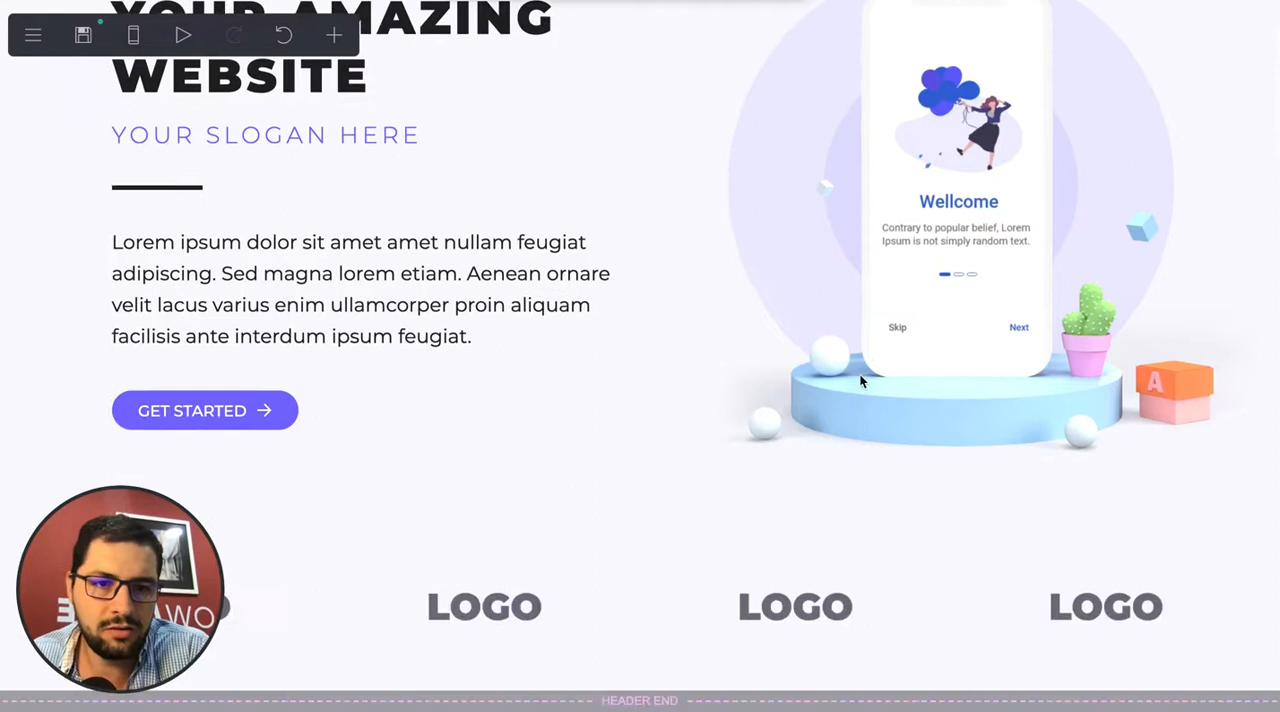 YOUR AMAZING
WEBSITE
YOUR SLOGAN HERE
Lorem ipsum dolor sit amet amet nullam feugiat
adipiscing. Sed magna lorem etiam. Aenean ornare
velit lacus varius enim ullamcorper proin aliquam
facilisis ante interdum ipsum feugiat.
GET STARTED
Wellcome
Contrary to popular belief, Lorem
Ipsum is not simply random text.
Skip
Next
A
LOGO
LOGO
LOGO
HEADER END